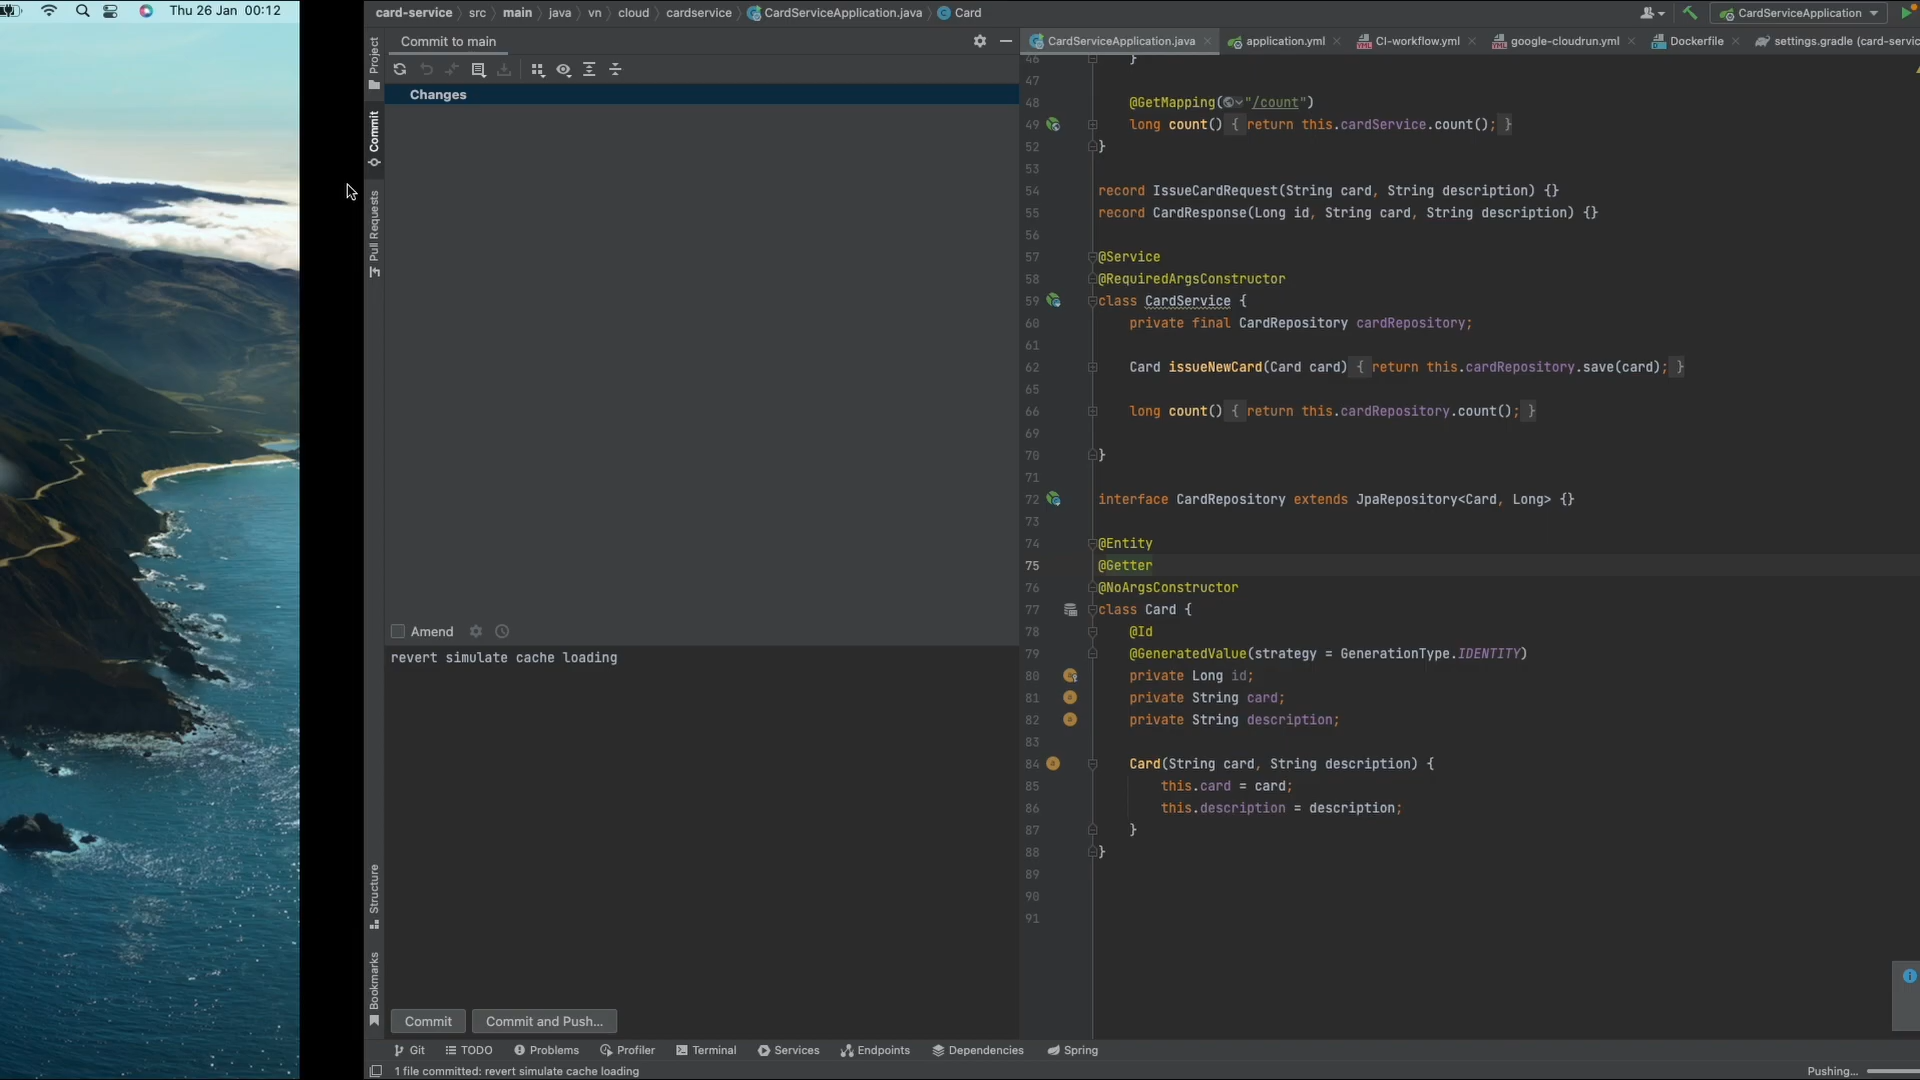 Thu 26 Jan 00:12
card-service src main java vn cloud cardservice CardServiceApplication.java Card
CardServiceApplication
Project
Commit
Pull Requests
Structure
Bookmarks
Commit to main
Changes
Amend
revert simulate cache loading
Commit Commit and Push...
CardServiceApplication.java application.yml CI-workflow.yml google-cloudrun.yml Dockerfile settings.gradle (card-servic
46 }
47
48 @GetMapping("/count")
49 long count() { return this.cardService.count(); }
52 }
53
54 record IssueCardRequest(String card, String description) {}
55 record CardResponse(Long id, String card, String description) {}
56
57 @Service
58 @RequiredArgsConstructor
59 class CardService {
60 private final CardRepository cardRepository;
61
62 Card issueNewCard(Card card) { return this.cardRepository.save(card); }
65
66 long count() { return this.cardRepository.count(); }
69
70 }
71
72 interface CardRepository extends JpaRepository<Card, Long> {}
73
74 @Entity
75 @Getter
76 @NoArgsConstructor
77 class Card {
78 @Id
79 @GeneratedValue(strategy = GenerationType.IDENTITY)
80 private Long id;
81 private String card;
82 private String description;
83
84 Card(String card, String description) {
85 this.card = card;
86 this.description = description;
87 }
88 }
89
90
91
Git TODO Problems Profiler Terminal Services Endpoints Dependencies Spring
1 file committed: revert simulate cache loading
Pushing...